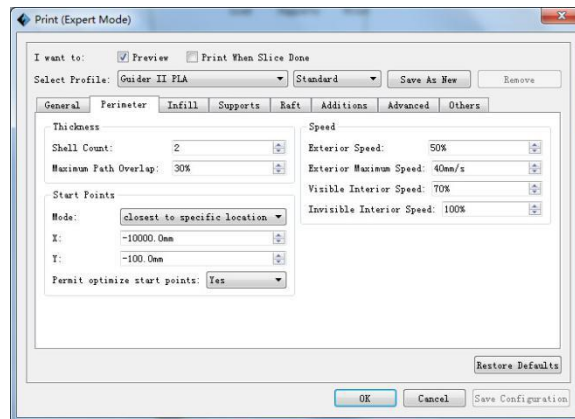 Print (Expert Mode)
I want to: Preview Print When Slice Done
Select Profile: Guider II PLA Standard Save As New Remove
General Perimeter Infill Supports Raft Additions Advanced Others
Thickness
Shell Count: 2
Maximum Path Overlap: 30%
Start Points
Mode: closest to specific location
X: -10000.0mm
Y: -100.0mm
Permit optimize start points: Yes
Speed
Exterior Speed: 50%
Exterior Maximum Speed: 40mm/s
Visible Interior Speed: 70%
Invisible Interior Speed: 100%
Restore Defaults
OK Cancel Save Configuration